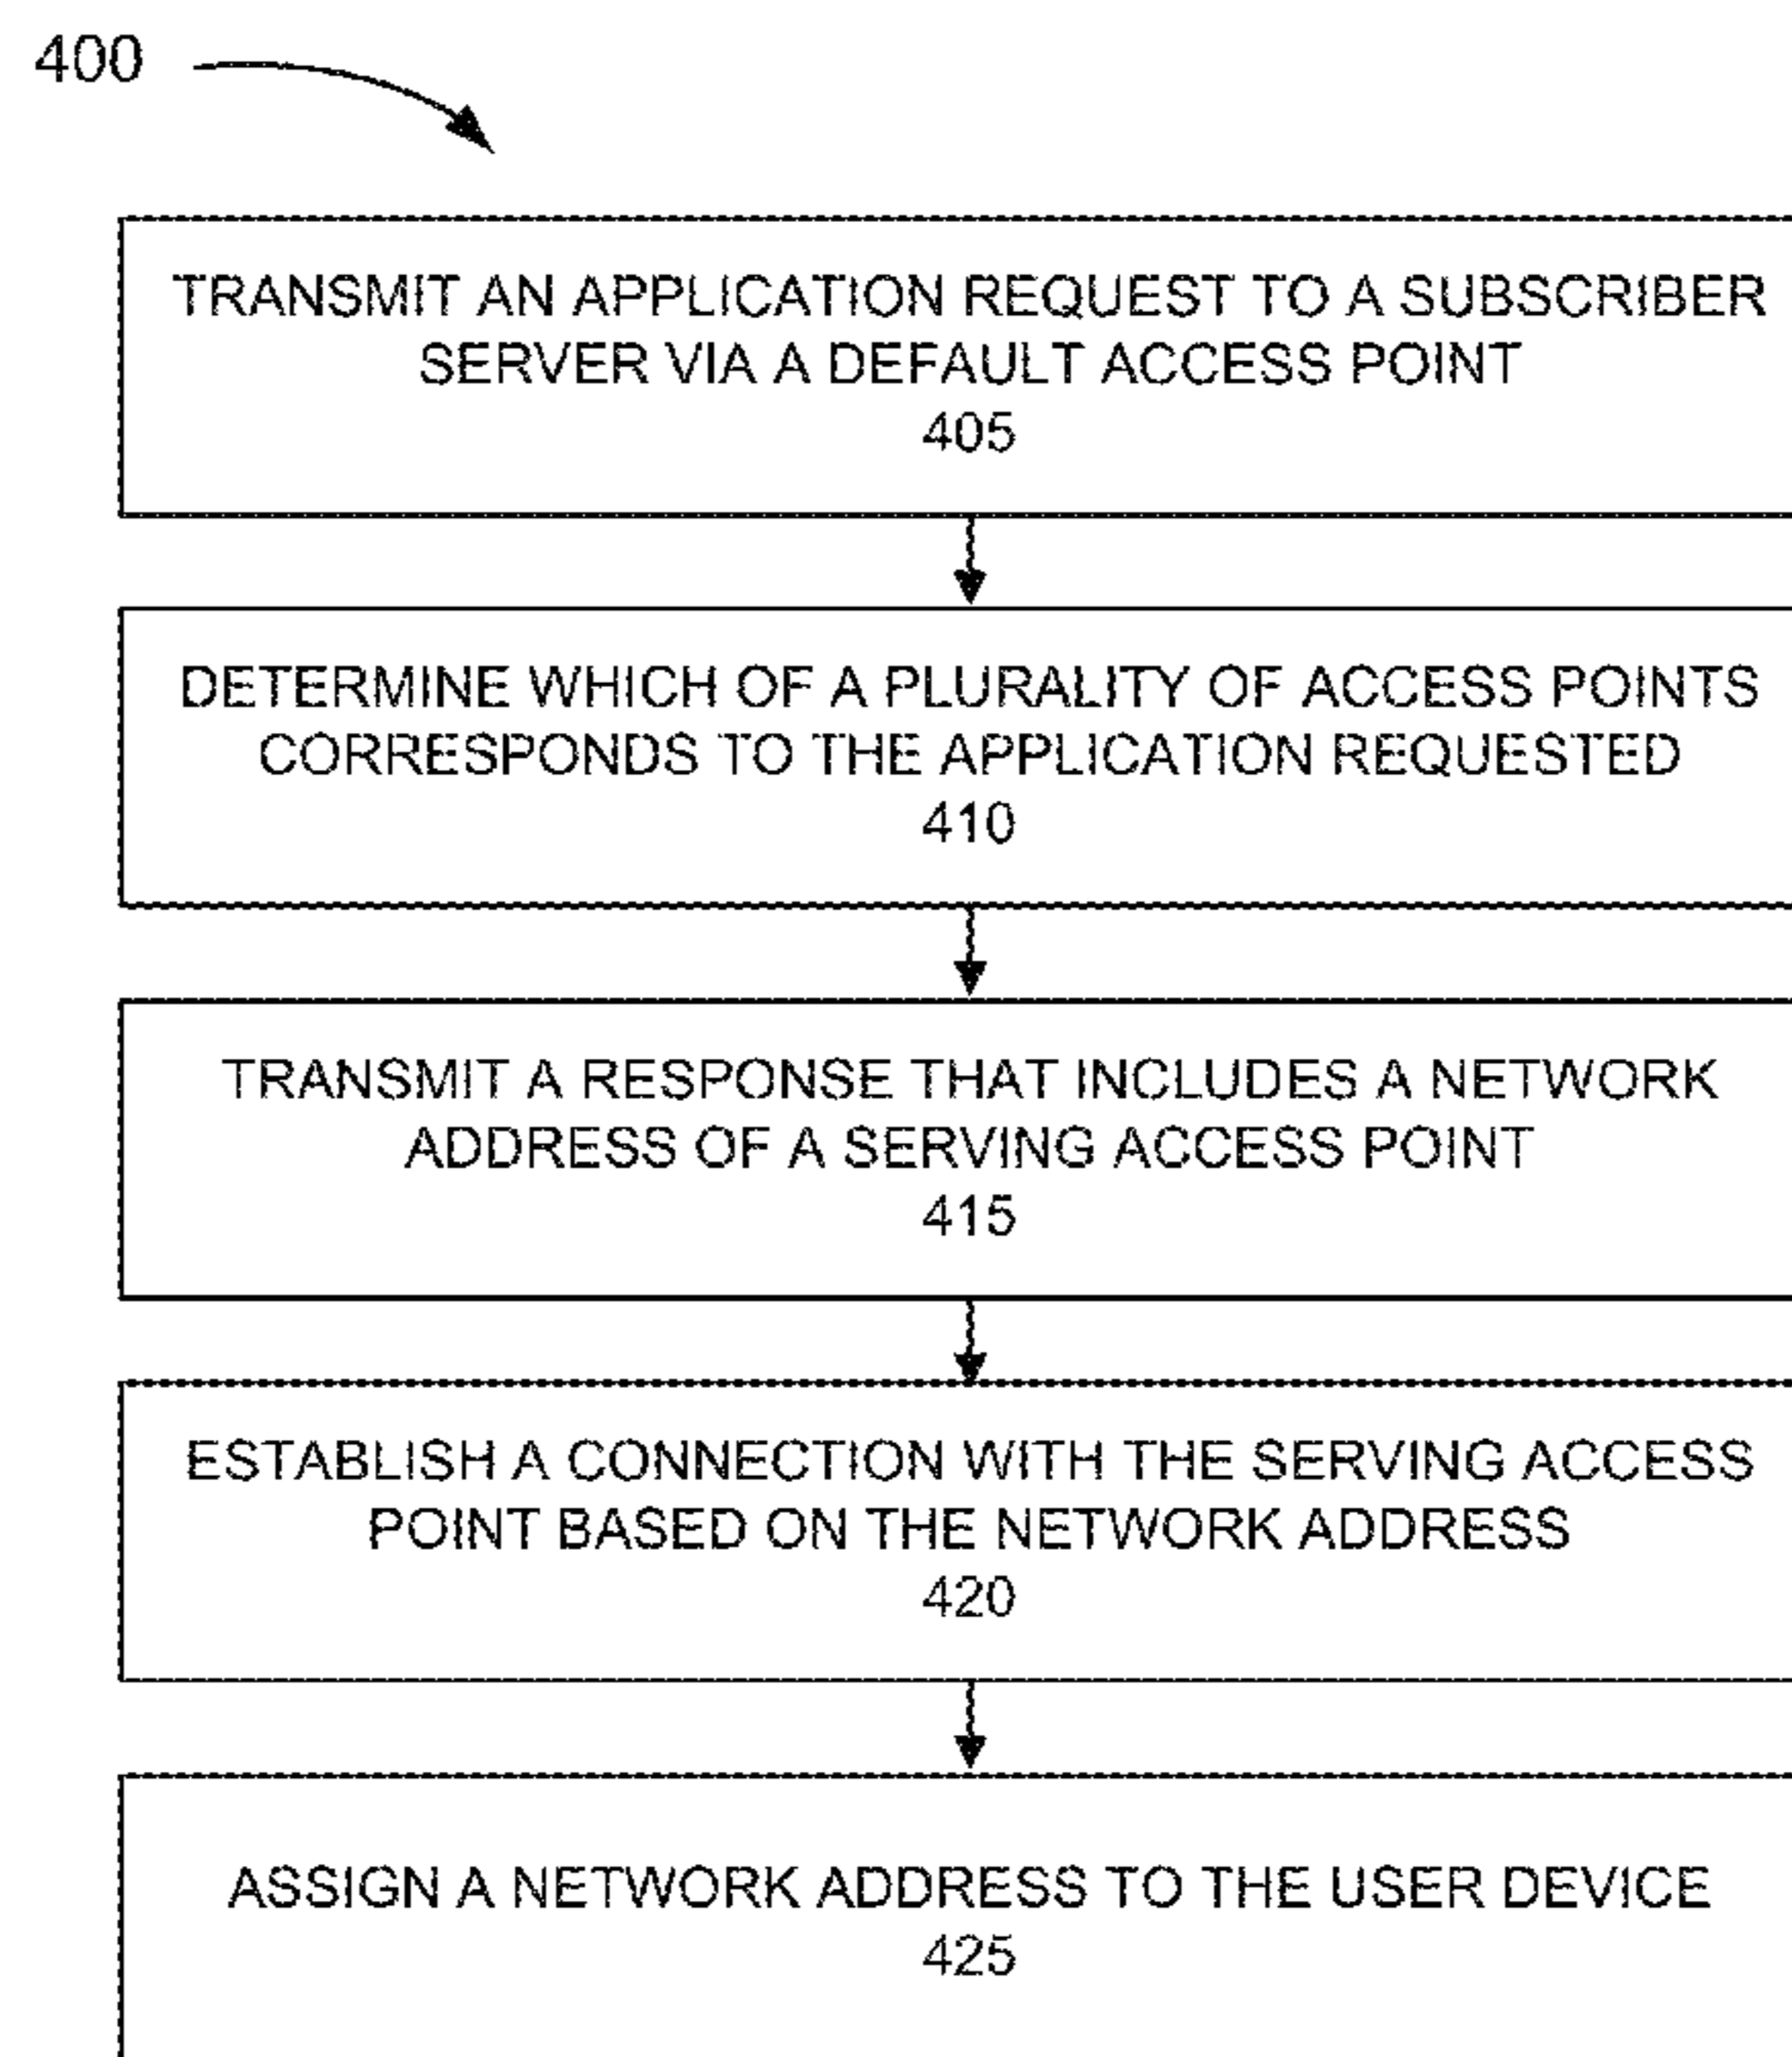 400
TRANSMIT AN APPLICATION REQUEST TO A SUBSCRIBER
SERVER VIA A DEFAULT ACCESS POINT
405
DETERMINE WHICH OF A PLURALITY OF ACCESS POINTS
CORRESPONDS TO THE APPLICATION REQUESTED
410
TRANSMIT A RESPONSE THAT INCLUDES A NETWORK
ADDRESS OF A SERVING ACCESS POINT
415
ESTABLISH A CONNECTION WITH THE SERVING ACCESS
POINT BASED ON THE NETWORK ADDRESS
420
ASSIGN A NETWORK ADDRESS TO THE USER DEVICE
425